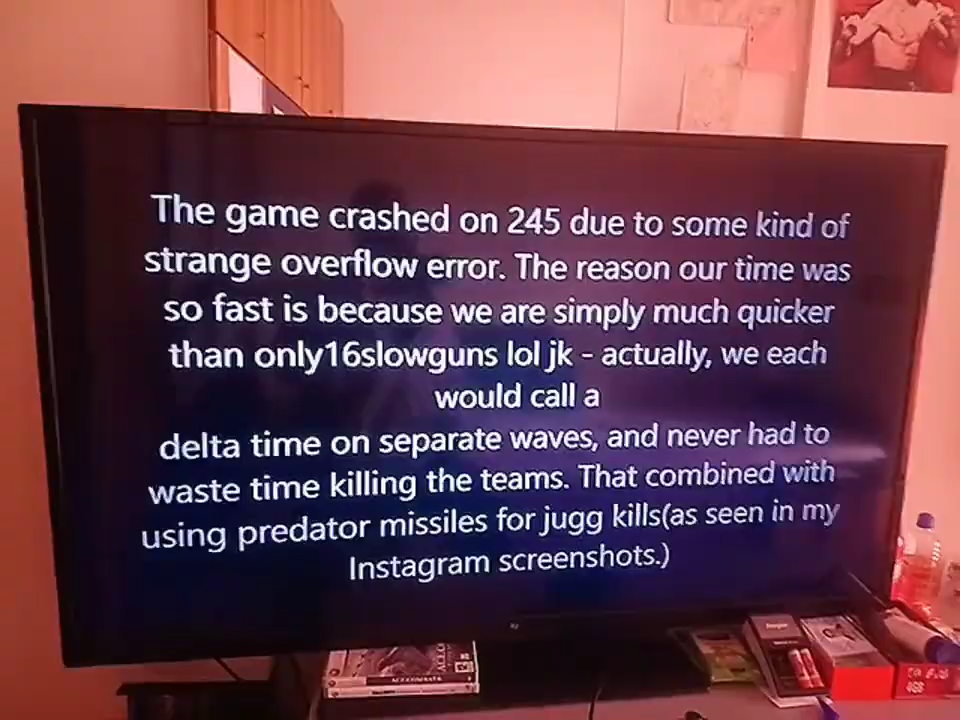 The game crashed on 245 due to some kind of
strange overflow error. The reason our time was
so fast is because we are simply much quicker
than only16slowguns lol jk - actually, we each
would call a
delta time on separate waves, and never had to
waste time killing the teams. That combined with
using predator missiles for jugg kills(as seen in my
Instagram screenshots.)